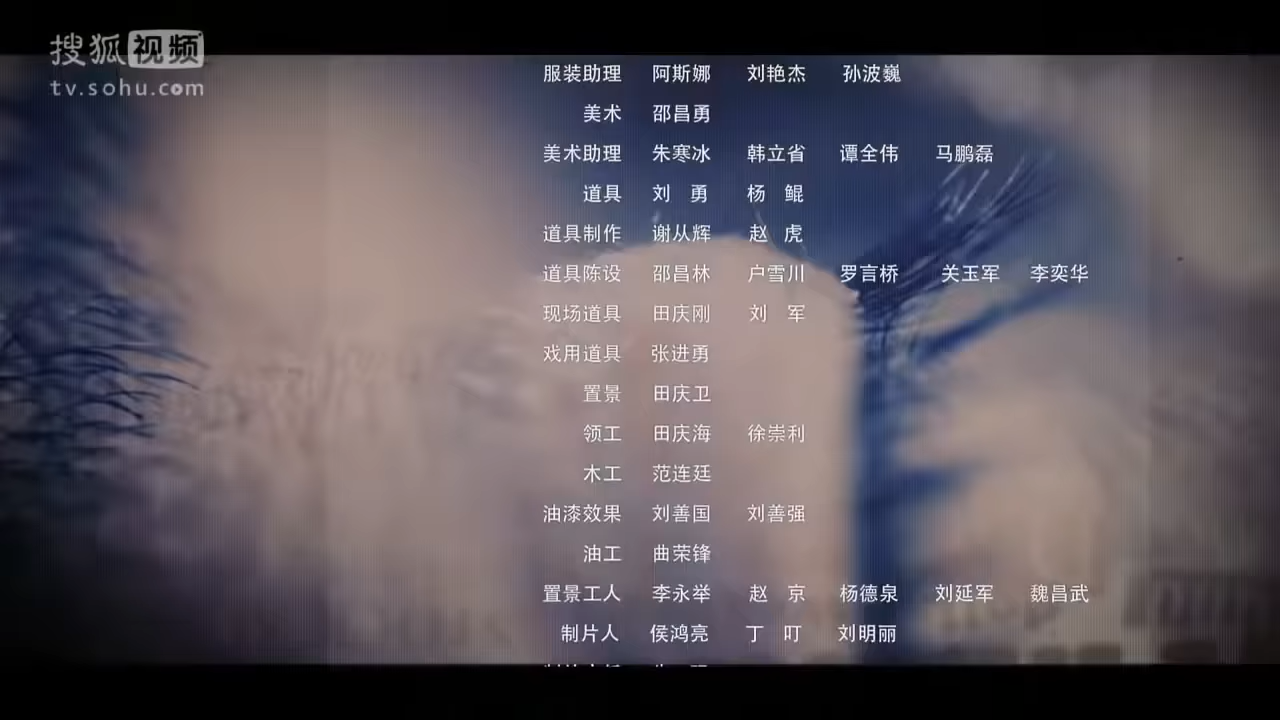 搜狐视频
tv.sohu.com
服装助理 阿斯娜 刘艳杰 孙波巍
美术 邵昌勇
美术助理 朱寒冰 韩立省 谭全伟 马鹏磊
道具 刘 勇 杨 鲲
道具制作 谢从辉 赵 虎
道具陈设 邵昌林 户雪川 罗言桥 关玉军 李奕华
现场道具 田庆刚 刘 军
戏用道具 张进勇
置景 田庆卫
领工 田庆海 徐崇利
木工 范连廷
油漆效果 刘善国 刘善强
油工 曲荣锋
置景工人 李永举 赵 京 杨德泉 刘延军 魏昌武
制片人 侯鸿亮 丁 叮 刘明丽